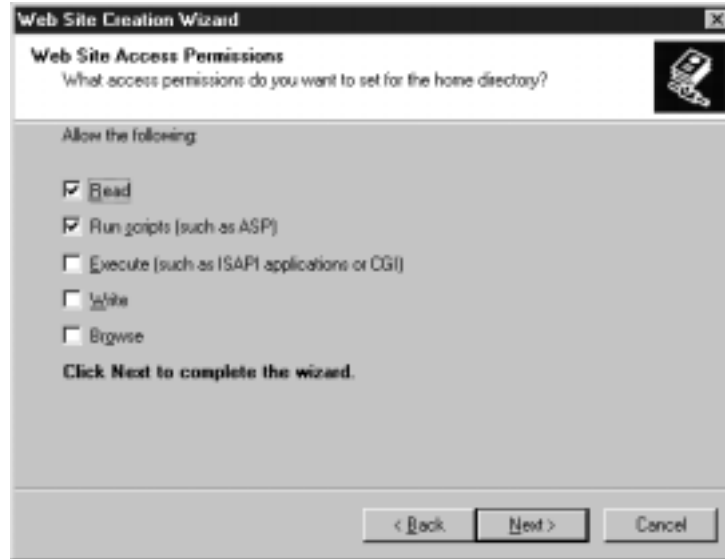 Web Site Creation Wizard
Web Site Access Permissions
What access permissions do you want to set for the home directory?
Allow the following:
Read
Run scripts (such as ASP)
Execute (such as ISAPI applications or CGI)
Write
Browse
Click Next to complete the wizard.
< Back Next > Cancel